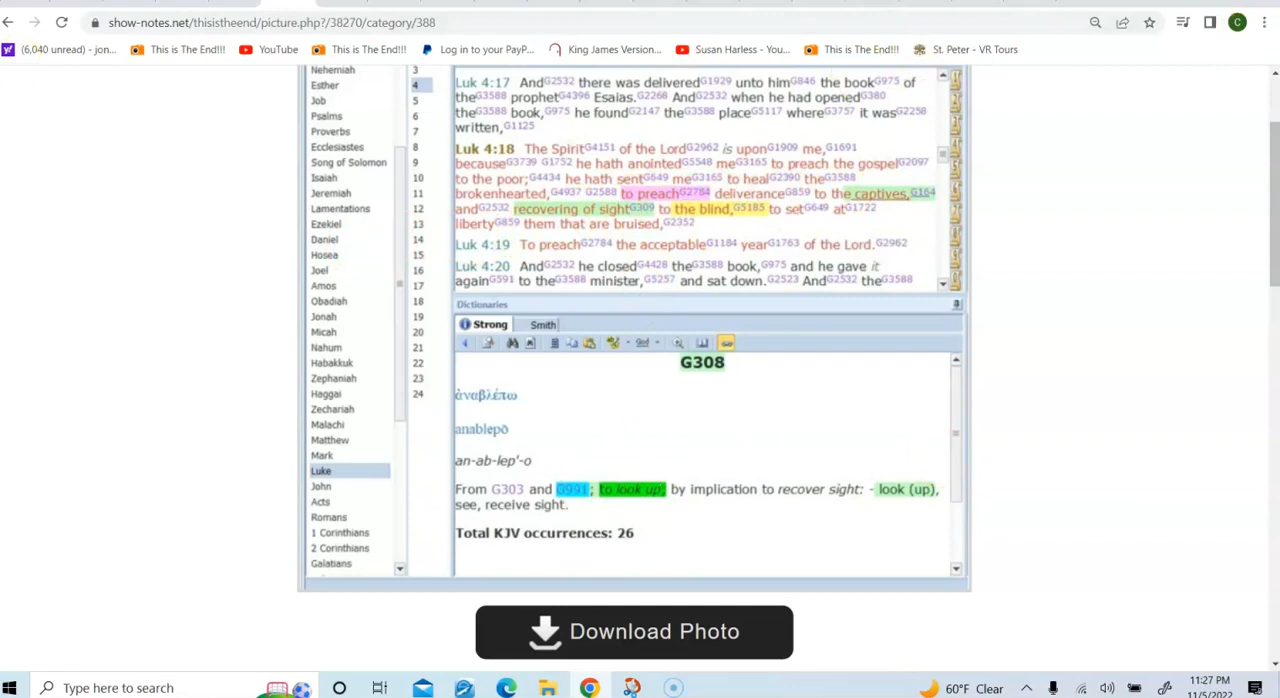 show-notes.net/thisistheend/picture.php?/38270/category/388
C
(6,040 unread) - jon...
This is The End!!!
YouTube
This is The End!!!
Log in to your PayP...
King James Version...
Susan Harless - You...
This is The End!!!
St. Peter - VR Tours
Nehemiah
Esther
Job
Psalms
Proverbs
Ecclesiastes
Song of Solomon
Isaiah
Jeremiah
Lamentations
Ezekiel
Daniel
Hosea
Joel
Amos
Obadiah
Jonah
Micah
Nahum
Habakkuk
Zephaniah
Haggai
Zechariah
Malachi
Matthew
Mark
Luke
John
Acts
Romans
1 Corinthians
2 Corinthians
Galatians
3
4
5
6
7
8
9
10
11
12
13
14
15
16
17
18
19
20
21
22
23
24
Luk 4:17 AndG2532 there was deliveredG1929 unto himG846 the bookG975 of
theG3588 prophetG4396 Esaias.G2268 AndG2532 when he had openedG380
theG3588 book,G975 he foundG2147 theG3588 placeG5117 whereG3757 it wasG2258
written,G1125
Luk 4:18 The SpiritG4151 of the LordG2962 is uponG1909 me,G1691
becauseG3739 G1752 he hath anointedG5548 meG3165 to preach the gospelG2097
to the poor;G4434 he hath sentG649 meG3165 to healG2390 theG3588
brokenhearted,G4937 G2588 to preachG2784 deliveranceG859 to the captives,G164
andG2532 recovering of sightG309 to the blind,G5185 to setG649 atG1722
libertyG859 them that are bruised,G2352
Luk 4:19 To preachG2784 the acceptableG1184 yearG1763 of the Lord.G2962
Luk 4:20 AndG2532 he closedG4428 theG3588 book,G975 and he gave it
againG591 to theG3588 minister,G5257 and sat down.G2523 AndG2532 theG3588
Dictionaries
Strong
Smith
G308
ἀναβλέπω
anablepō
an-ab-lep'-o
From G303 and G991; to look up; by implication to recover sight: - look (up),
see, receive sight.
Total KJV occurrences: 26
Download Photo
Type here to search
60°F Clear
11:27 PM